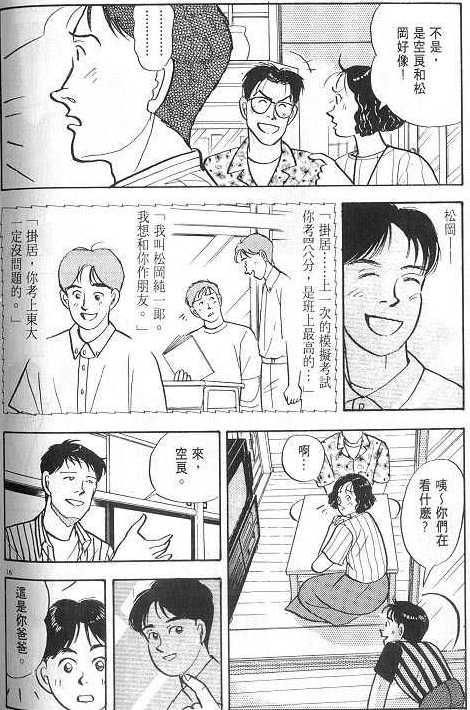 不是，
是空良和松
岡好像！
………
松岡——
「掛居……上一次的模擬考試
你考四八分，是班上最高的…」
「我叫松岡純一郎。
我想和你作朋友。」
「掛居，你考上東大
一定沒問題的。」
咦～你們在
看什麼？
啊…
來，
空良。
這是你爸爸。
16